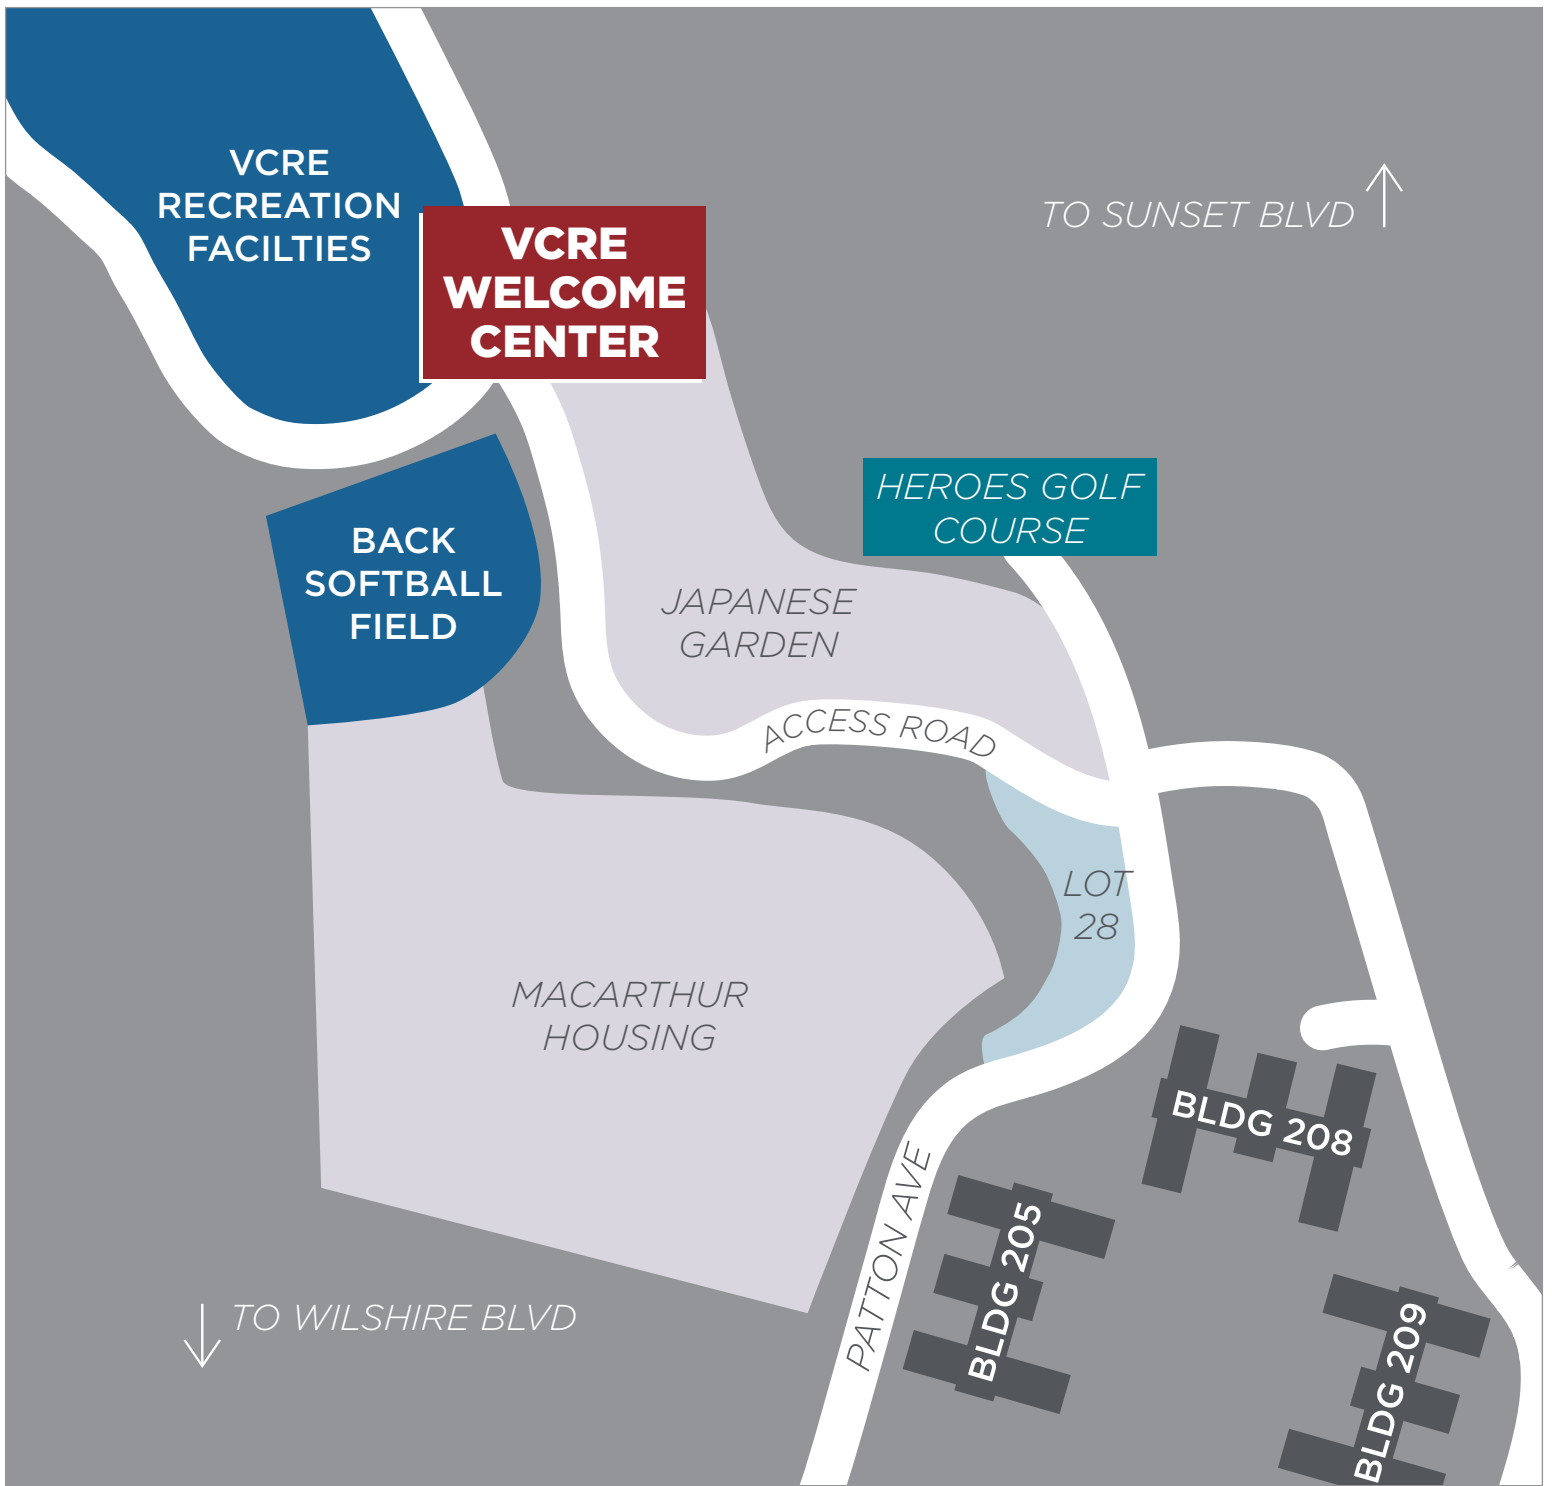 VCRE
RECREATION
FACILTIES
VCRE
WELCOME
CENTER
TO SUNSET BLVD
HEROES GOLF
COURSE
BACK
SOFTBALL
FIELD
JAPANESE
GARDEN
ACCESS ROAD
LOT
28
MACARTHUR
HOUSING
BLDG 208
PATTON AVE
BLDG 205
TO WILSHIRE BLVD
BLDG 209